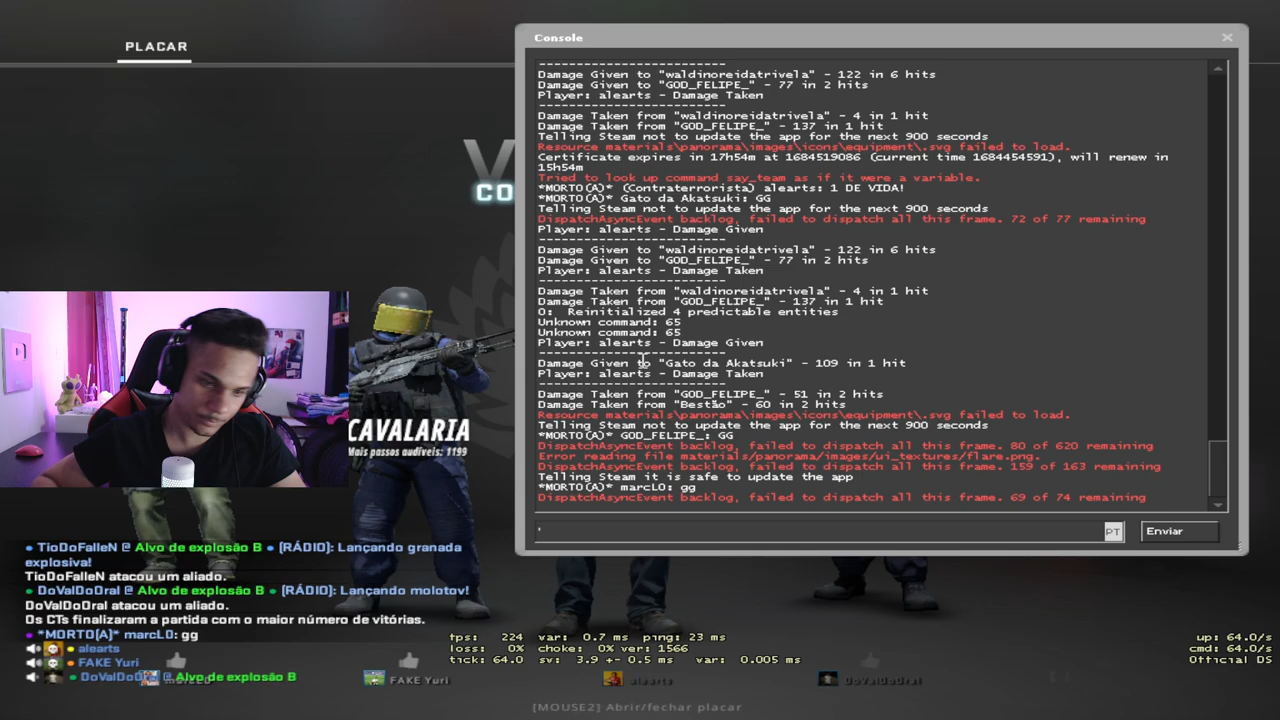 PLACAR
V
CO
Console
Damage Given to "waldinoreidatrivela" - 122 in 6 hits
Damage Given to "GOD_FELIPE_" - 77 in 2 hits
Player: alearts - Damage Taken
-------------------------
Damage Taken from "waldinoreidatrivela" - 4 in 1 hit
Damage Taken from "GOD_FELIPE_" - 137 in 1 hit
Telling Steam not to update the app for the next 900 seconds
Resource materials\panorama\images\icons\equipment\.svg failed to load.
Certificate expires in 17h54m at 1684519086 (current time 1684454591), will renew in
15h54m
Tried to look up command say_team as if it were a variable.
*MORTO(A)* (Contraterrorista) alearts: 1 DE VIDA!
*MORTO(A)* Gato da Akatsuki: GG
Telling Steam not to update the app for the next 900 seconds
DispatchAsyncEvent backlog, failed to dispatch all this frame. 72 of 77 remaining
Player: alearts - Damage Given
-------------------------
Damage Given to "waldinoreidatrivela" - 122 in 6 hits
Damage Given to "GOD_FELIPE_" - 77 in 2 hits
Player: alearts - Damage Taken
-------------------------
Damage Taken from "waldinoreidatrivela" - 4 in 1 hit
Damage Taken from "GOD_FELIPE_" - 137 in 1 hit
0: Reinitialized 4 predictable entities
Unknown command: 65
Unknown command: 65
Player: alearts - Damage Given
-------------------------
Damage Given to "Gato da Akatsuki" - 109 in 1 hit
Player: alearts - Damage Taken
-------------------------
Damage Taken from "GOD_FELIPE_" - 51 in 2 hits
Damage Taken from "Bestão" - 60 in 2 hits
Resource materials\panorama\images\icons\equipment\.svg failed to load.
Telling Steam not to update the app for the next 900 seconds
*MORTO(A)* GOD_FELIPE_: GG
DispatchAsyncEvent backlog, failed to dispatch all this frame. 80 of 620 remaining
Error reading file materials/panorama/images/ui_textures/flare.png.
DispatchAsyncEvent backlog, failed to dispatch all this frame. 159 of 163 remaining
Telling Steam it is safe to update the app
*MORTO(A)* marcL0: gg
DispatchAsyncEvent backlog, failed to dispatch all this frame. 69 of 74 remaining
'
PT
Enviar
CAVALARIA
Mais passos audíveis: 1199
• TioDoFalleN @ Alvo de explosão B • (RÁDIO): Lançando granada
explosiva!
TioDoFalleN atacou um aliado.
• DoValDoDral @ Alvo de explosão B • (RÁDIO): Lançando molotov!
DoValDoDral atacou um aliado.
Os CTs finalizaram a partida com o maior número de vitórias.
• *MORTO(A)* marcL0: gg
alearts
FAKE Yuri
@ Alvo de explosão B
tps: 224 var: 0.7 ms ping: 23 ms
loss: 0% choke: 0% ver: 1566
tick: 64.0 sv: 3.9 +- 0.5 ms var: 0.005 ms
up: 64.0/s
cmd: 64.0/s
Official DS
FAKE Yuri
alearts
DoValDoDral
[MOUSE2] Abrir/fechar placar